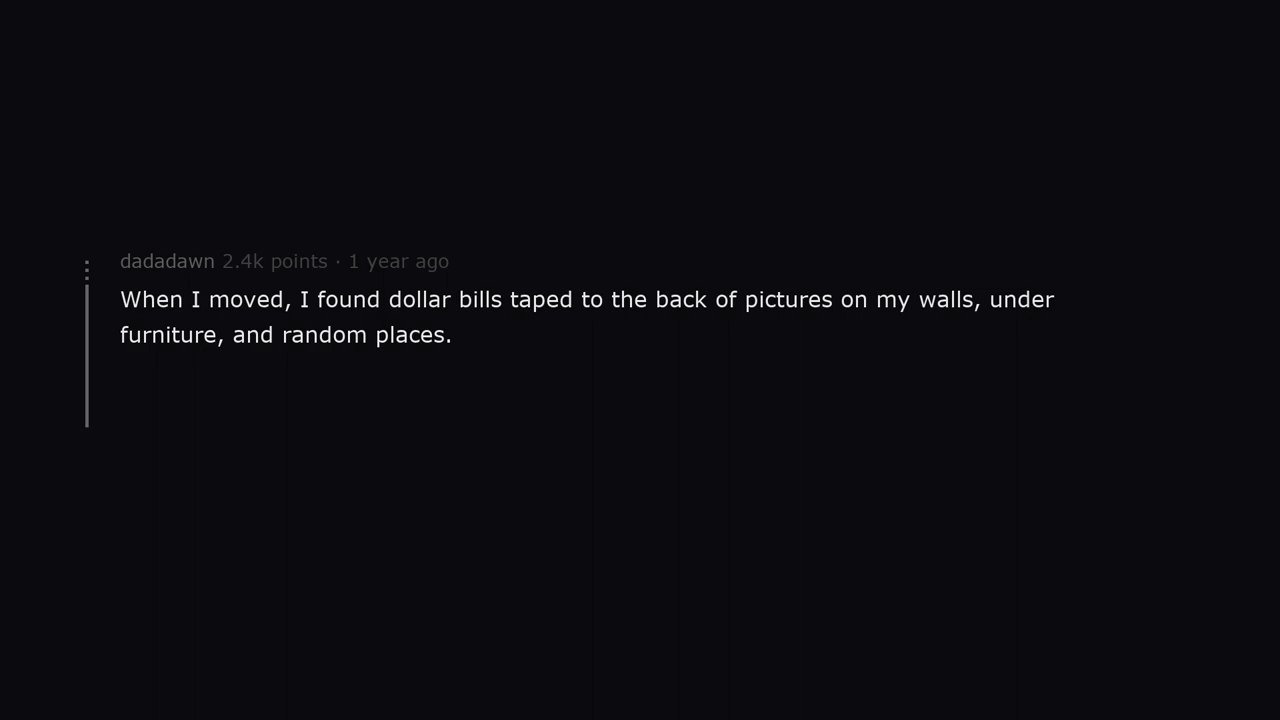 dadadawn 2.4k points · 1 year ago
When I moved, I found dollar bills taped to the back of pictures on my walls, under
furniture, and random places.